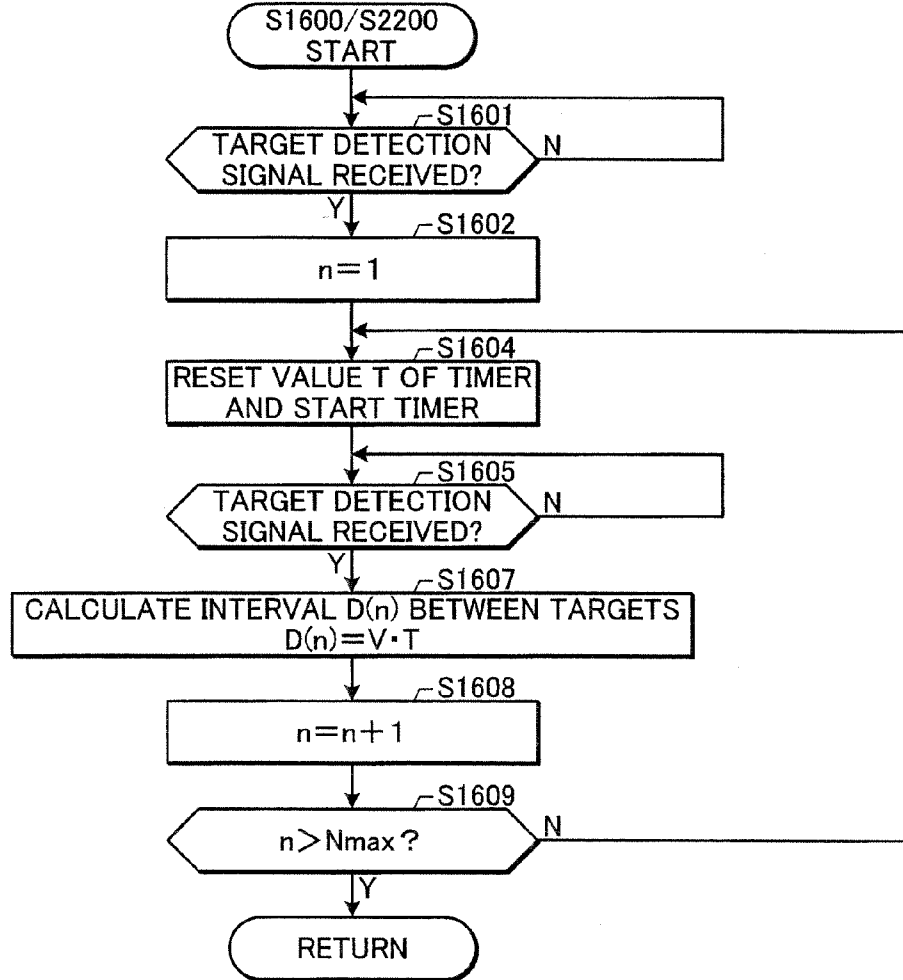 S1600/S2200
START
S1601
TARGET DETECTION
SIGNAL RECEIVED?
N
Y
S1602
n=1
S1604
RESET VALUE T OF TIMER
AND START TIMER
S1605
TARGET DETECTION
SIGNAL RECEIVED?
N
Y
S1607
CALCULATE INTERVAL D(n) BETWEEN TARGETS
D(n)=V·T
S1608
n=n+1
S1609
n>Nmax?
N
Y
RETURN